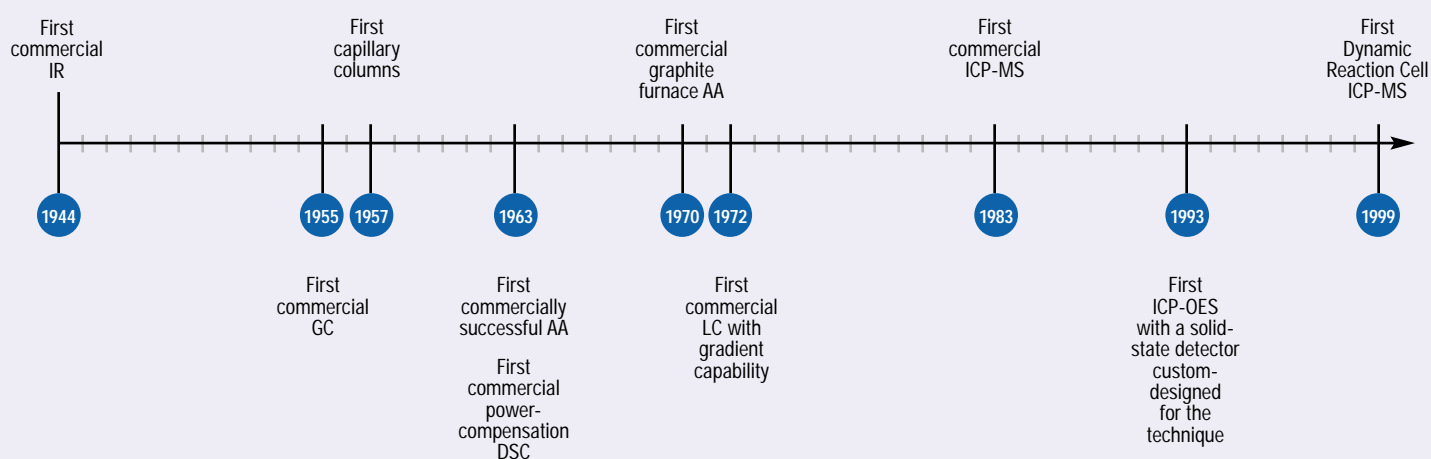 First
commercial
IR
First
capillary
columns
First
commercial
graphite
furnace AA
First
commercial
ICP-MS
First
Dynamic
Reaction Cell
ICP-MS
1944
1955
1957
1963
1970
1972
1983
1993
1999
First
commercial
GC
First
commercially
successful AA
First
commercial
power-
compensation
DSC
First
commercial
LC with
gradient
capability
First
ICP-OES
with a solid-
state detector
custom-
designed
for the
technique